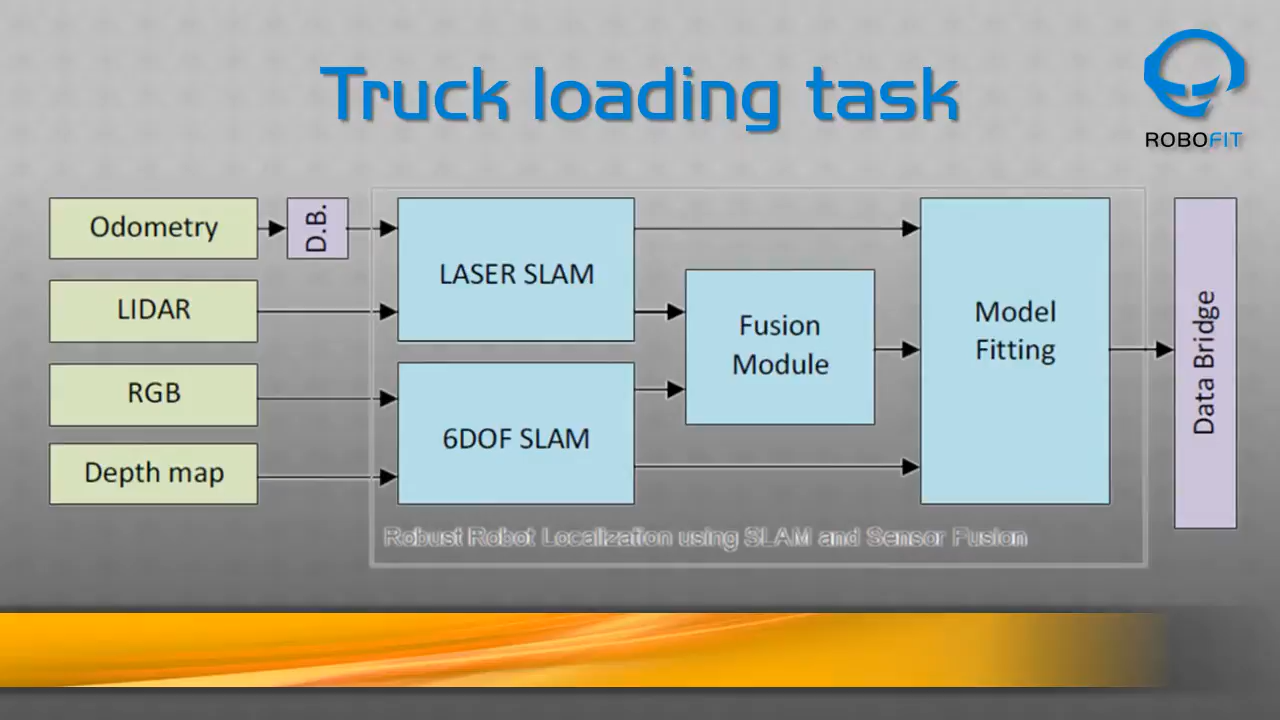 Truck loading task
ROBOFIT
Odometry
D.B.
LIDAR
RGB
Depth map
LASER SLAM
6DOF SLAM
Fusion
Module
Model
Fitting
Data Bridge
Robust Robot Localization using SLAM and Sensor Fusion